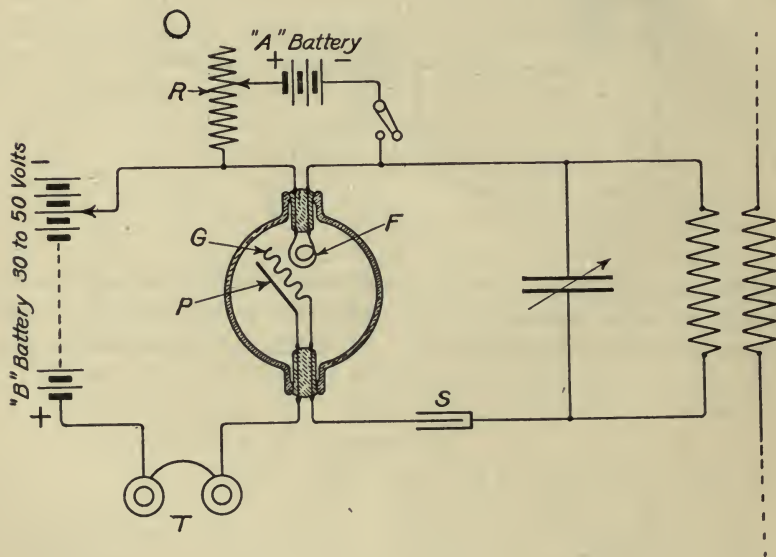 "A" Battery
+ −
R
−
"B" Battery 30 to 50 Volts
+
G
F
P
S
T